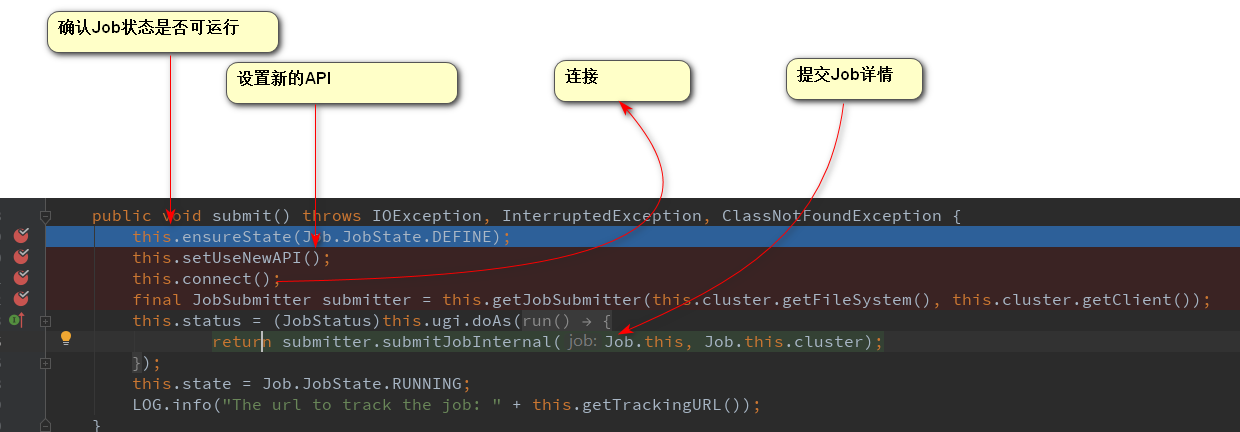 确认Job状态是否可运行
设置新的API
连接
提交Job详情
public void submit() throws IOException, InterruptedException, ClassNotFoundException {
this.ensureState(Job.JobState.DEFINE);
this.setUseNewAPI();
this.connect();
final JobSubmitter submitter = this.getJobSubmitter(this.cluster.getFileSystem(), this.cluster.getClient());
this.status = (JobStatus)this.ugi.doAs(run() → {
return submitter.submitJobInternal( job: Job.this, Job.this.cluster);
});
this.state = Job.JobState.RUNNING;
LOG.info("The url to track the job: " + this.getTrackingURL());
}